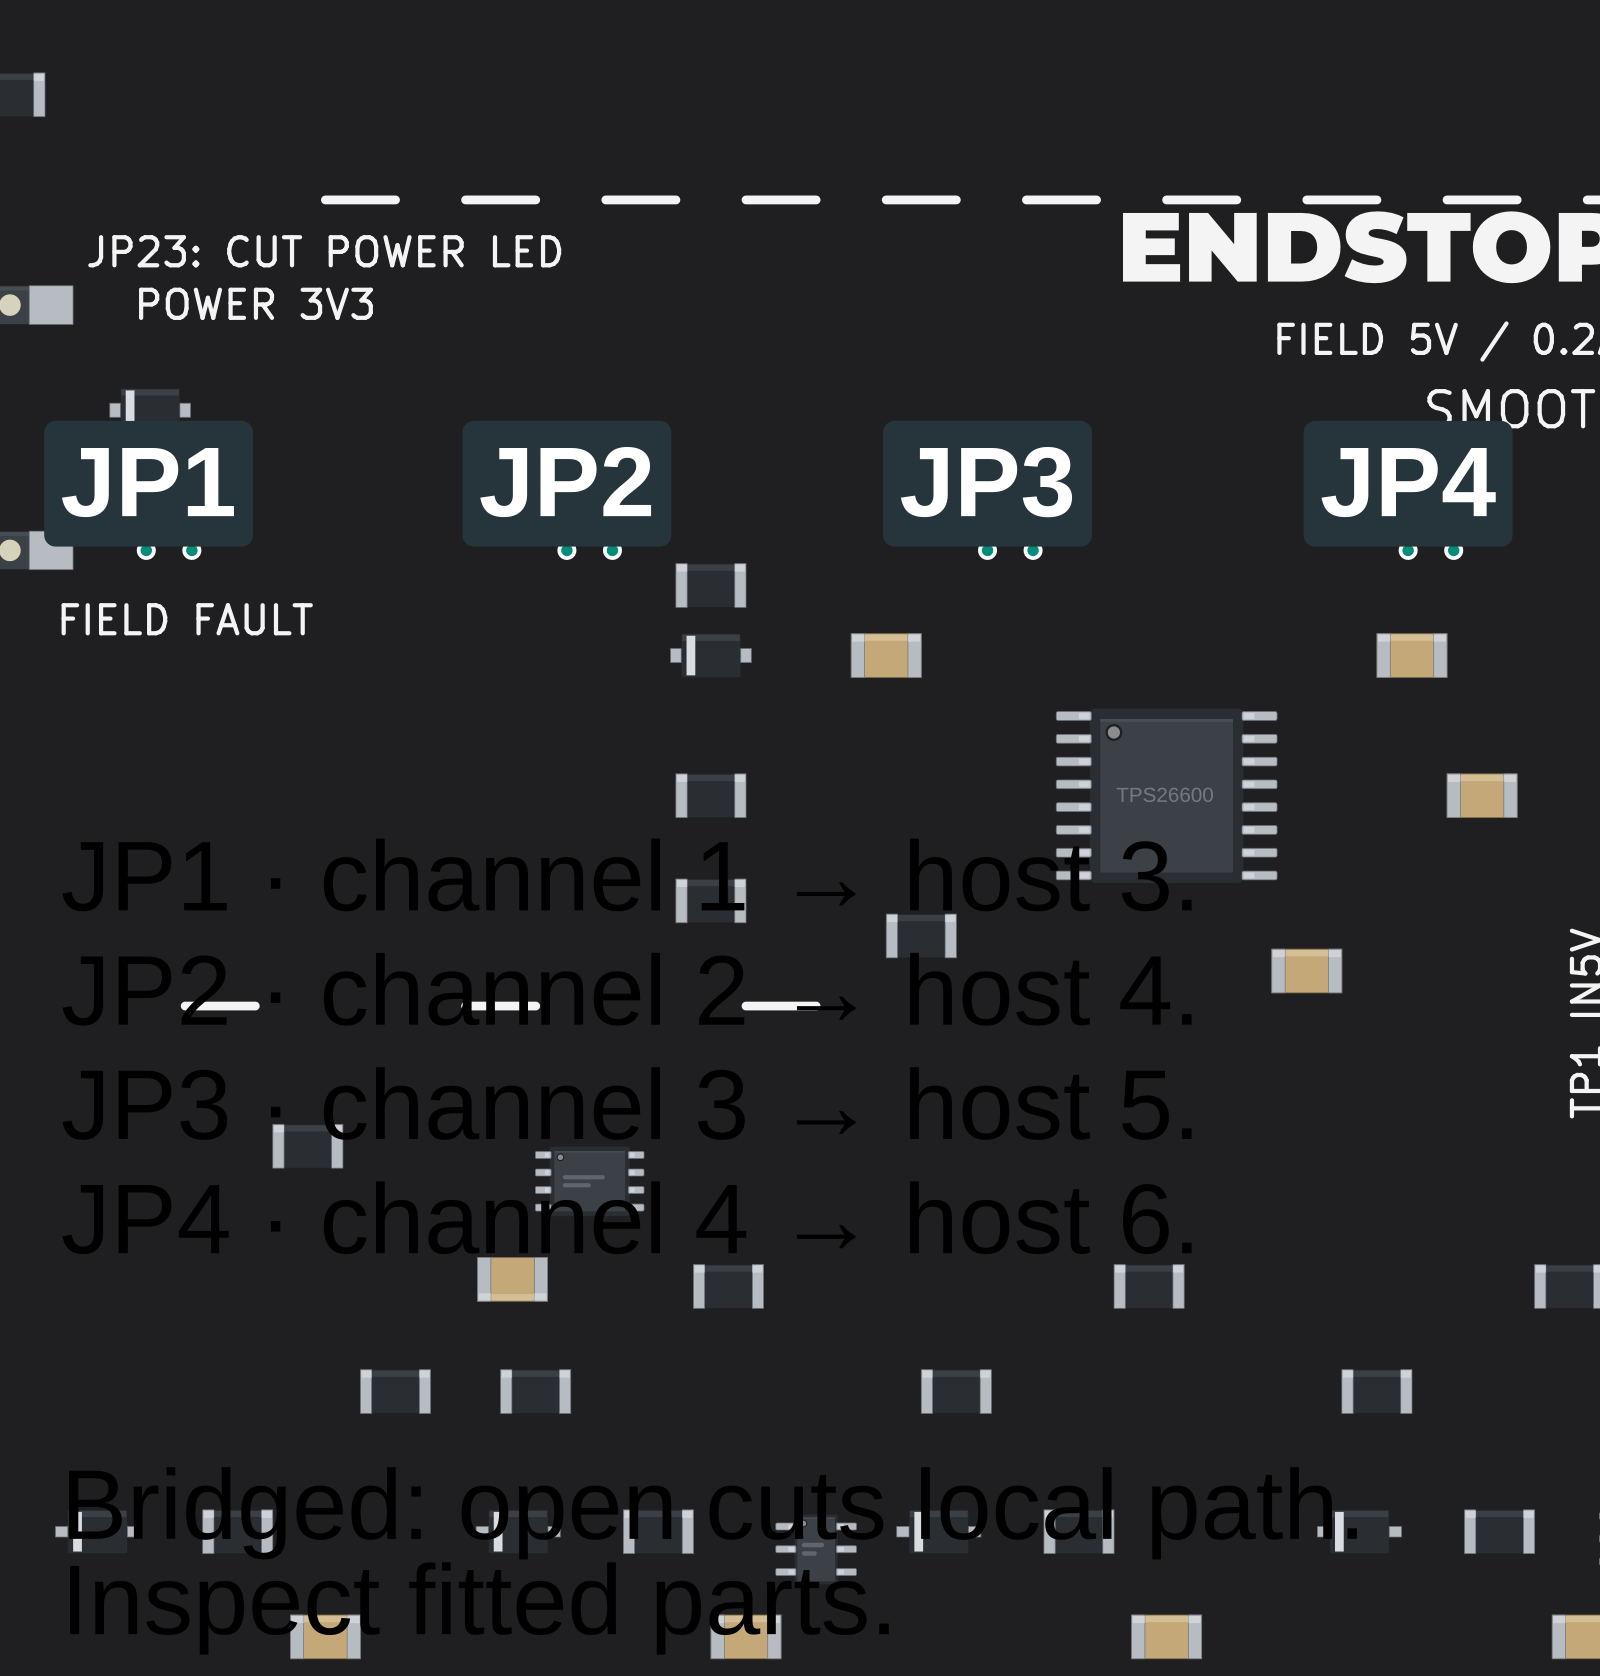 JP23: CUT POWER LED
POWER 3V3
ENDSTOP
FIELD 5V / 0.2
SMOOT
JP1
JP2
JP3
JP4
FIELD FAULT
TPS26600
JP1 · channel 1 → host 3.
JP2 · channel 2 → host 4.
TP1 IN5V
JP3 · channel 3 → host 5.
JP4 · channel 4 → host 6.
Bridged: open cuts local path.
Inspect fitted parts.